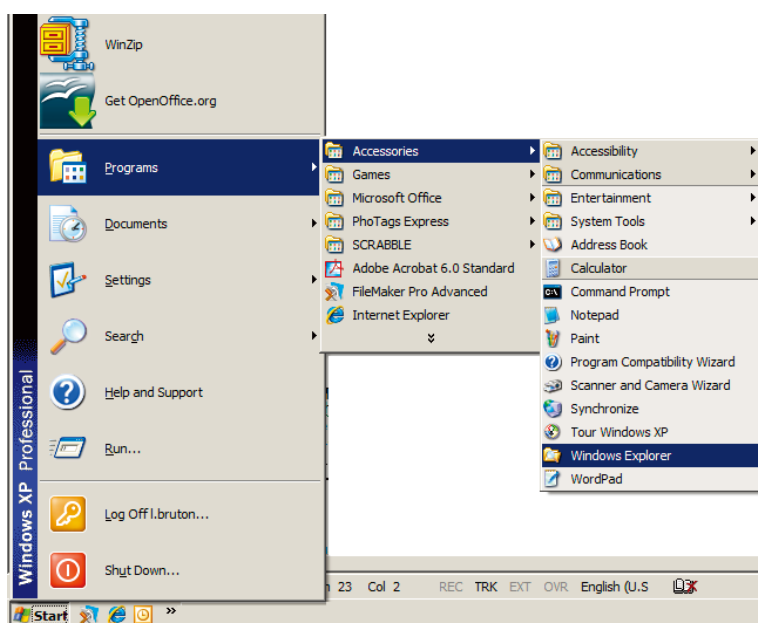 WinZip
Get OpenOffice.org
Programs
Documents
Settings
Search
Help and Support
Run...
Log Off l.bruton...
Shut Down...
Windows XP Professional
Accessories
Games
Microsoft Office
PhoTags Express
SCRABBLE
Adobe Acrobat 6.0 Standard
FileMaker Pro Advanced
Internet Explorer
Accessibility
Communications
Entertainment
System Tools
Address Book
Calculator
Command Prompt
Notepad
Paint
Program Compatibility Wizard
Scanner and Camera Wizard
Synchronize
Tour Windows XP
Windows Explorer
WordPad
23 Col 2 REC TRK EXT OVR English (U.S
Start